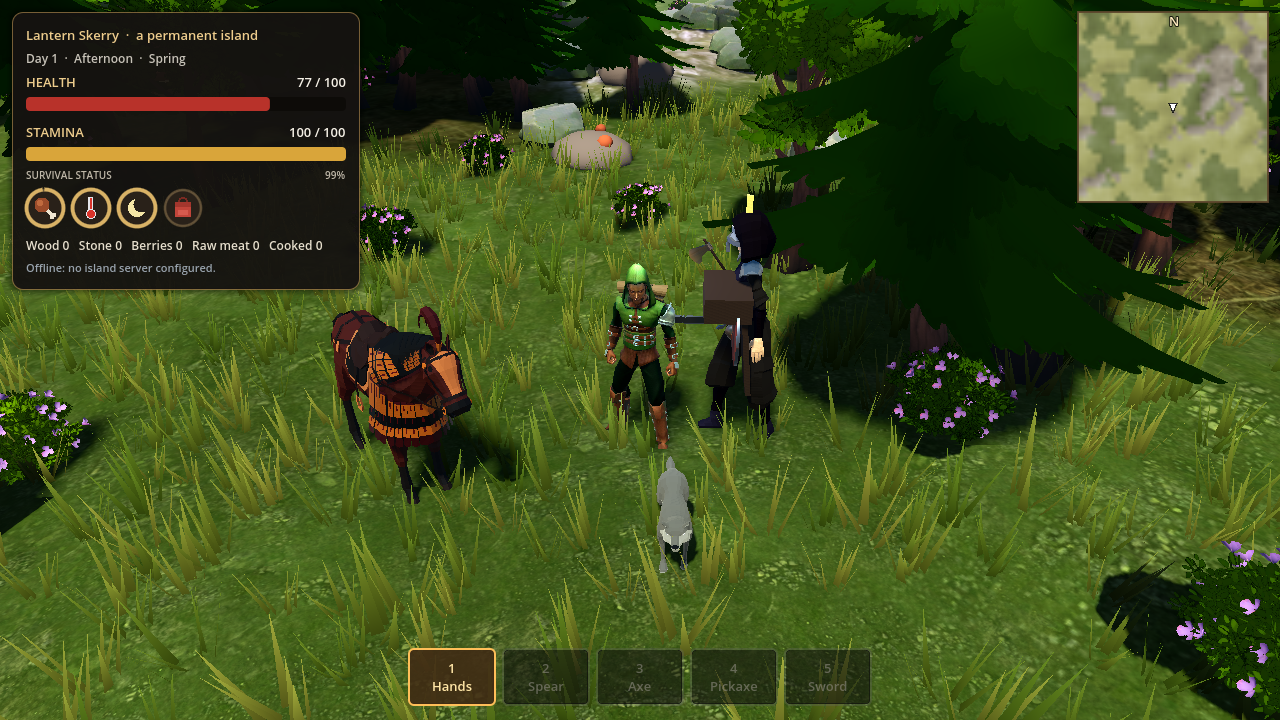 Lantern Skerry · a permanent island
Day 1 · Afternoon · Spring
HEALTH 77 / 100
STAMINA 100 / 100
SURVIVAL STATUS 99%
Wood 0 Stone 0 Berries 0 Raw meat 0 Cooked 0
Offline: no island server configured.
N
1 2 3 4 5
Hands Spear Axe Pickaxe Sword